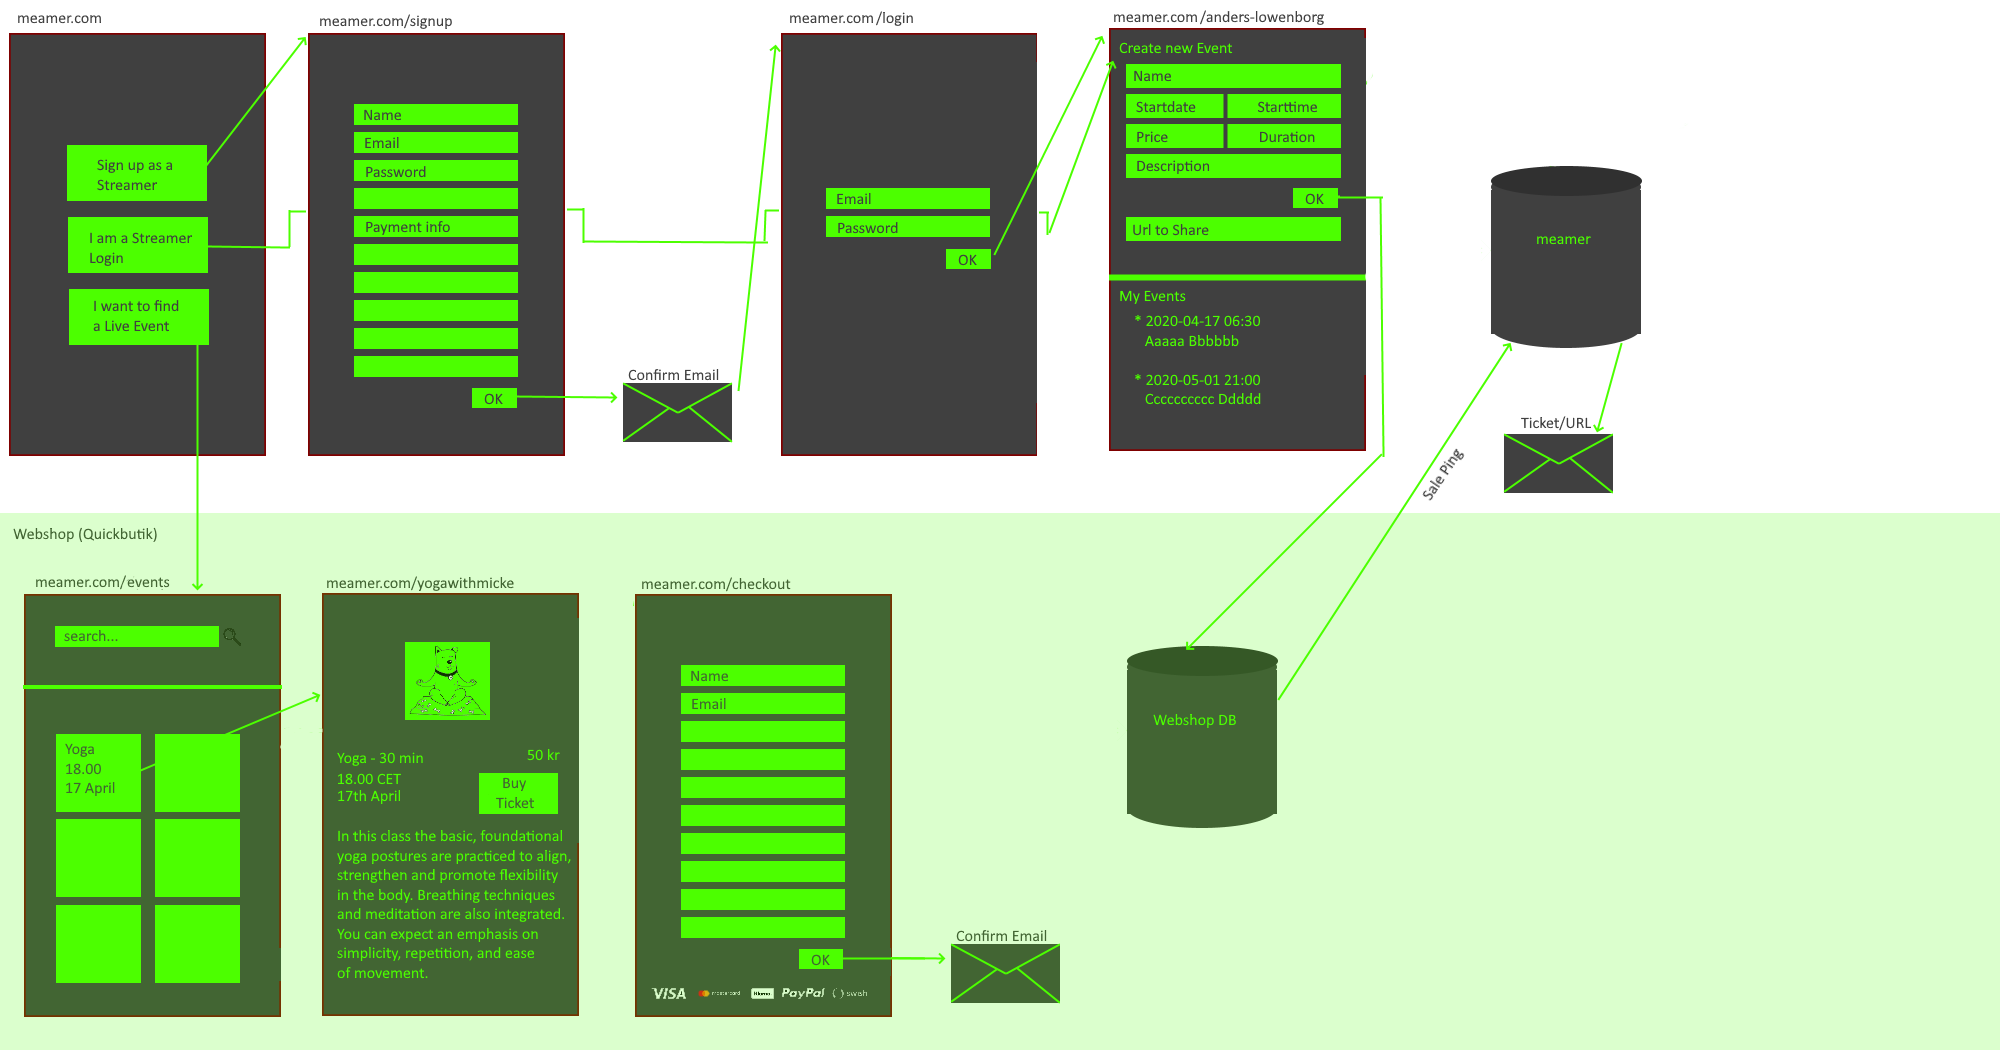 meamer.com
Sign up as a
Streamer
I am a Streamer
Login
I want to find
a Live Event
meamer.com/signup
Name
Email
Password
Payment info
OK
Confirm Email
meamer.com/login
Email
Password
OK
meamer.com/anders-lowenborg
Create new Event
Name
Startdate
Starttime
Price
Duration
Description
OK
Url to Share
My Events
* 2020-04-17 06:30
Aaaaa Bbbbbb
* 2020-05-01 21:00
Cccccccccc Ddddd
meamer
Ticket/URL
Sale Ping
Webshop (Quickbutik)
meamer.com/events
search...
Yoga
18.00
17 April
meamer.com/yogawithmicke
Yoga - 30 min
50 kr
18.00 CET
17th April
Buy
Ticket
In this class the basic, foundational
yoga postures are practiced to align,
strengthen and promote flexibility
in the body. Breathing techniques
and meditation are also integrated.
You can expect an emphasis on
simplicity, repetition, and ease
of movement.
meamer.com/checkout
Name
Email
OK
VISA
mastercard
Klarna
PayPal
swish
Confirm Email
Webshop DB